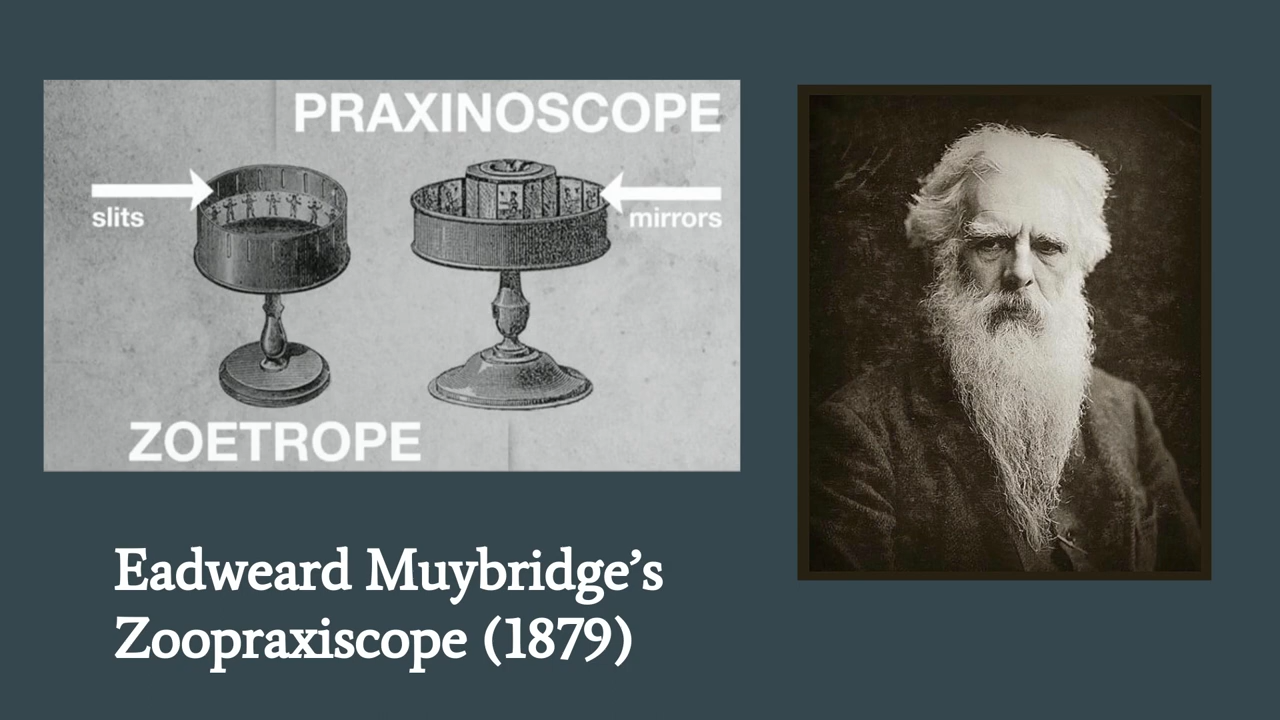 PRAXINOSCOPE
slits
mirrors
ZOETROPE
Eadweard Muybridge’s
Zoopraxiscope (1879)